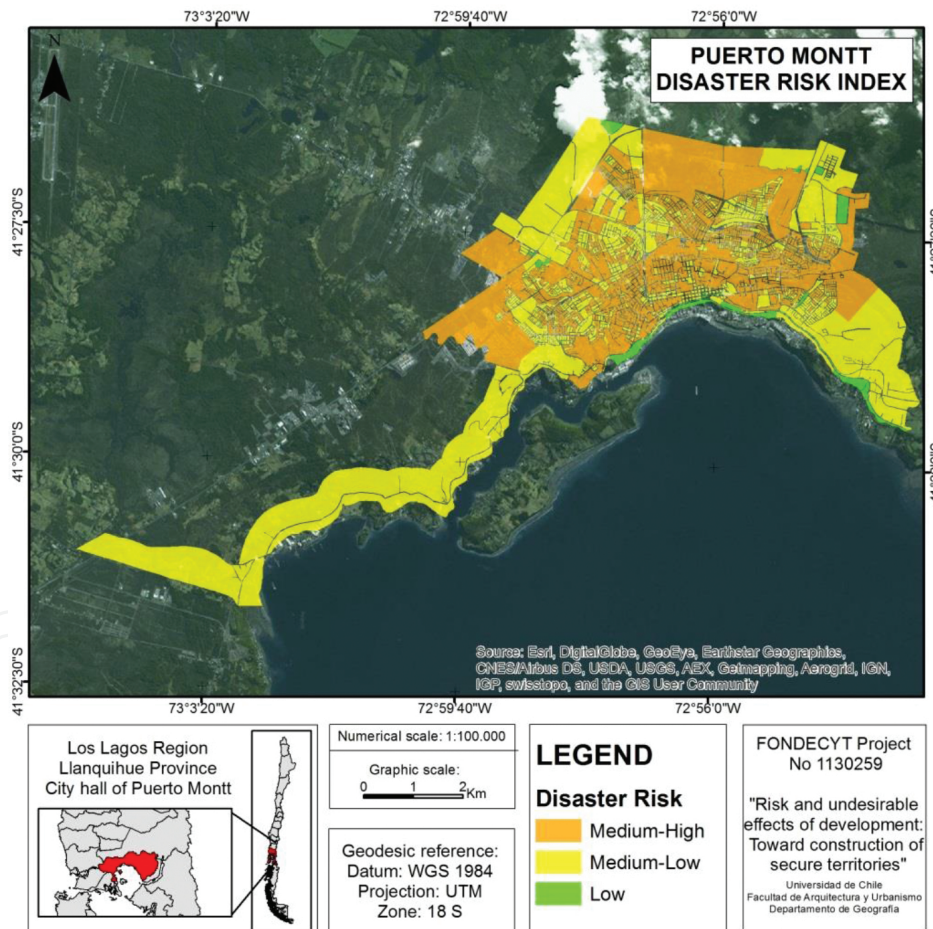 73°3'20"W
72°59'40"W
72°56'0"W
N
PUERTO MONTT
DISASTER RISK INDEX
41°27'30"S
41°30'0"S
41°32'30"S
Source: Esri, DigitalGlobe, GeoEye, Earthstar Geographics,
CNES/Airbus DS, USDA, USGS, AEX, Getmapping, Aerogrid, IGN,
IGP, swisstopo, and the GIS User Community
73°3'20"W
72°59'40"W
72°56'0"W
Los Lagos Region
Llanquihue Province
City hall of Puerto Montt
Numerical scale: 1:100.000
Graphic scale:
0 1 2 Km
Geodesic reference:
Datum: WGS 1984
Projection: UTM
Zone: 18 S
LEGEND
Disaster Risk
Medium-High
Medium-Low
Low
FONDECYT Project
No 1130259
"Risk and undesirable
effects of development:
Toward construction of
secure territories"
Universidad de Chile
Facultad de Arquitectura y Urbanismo
Departamento de Geografía